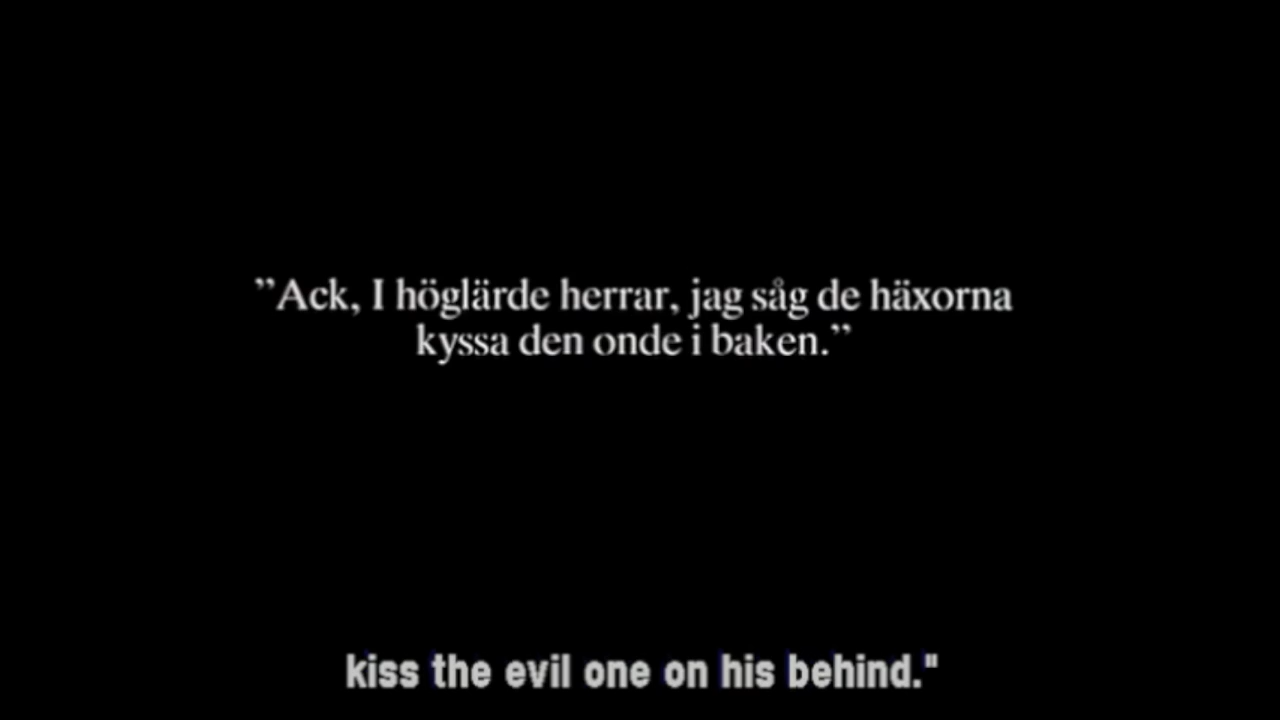 ”Ack, I höglärde herrar, jag såg de häxorna
kyssa den onde i baken.”
kiss the evil one on his behind."